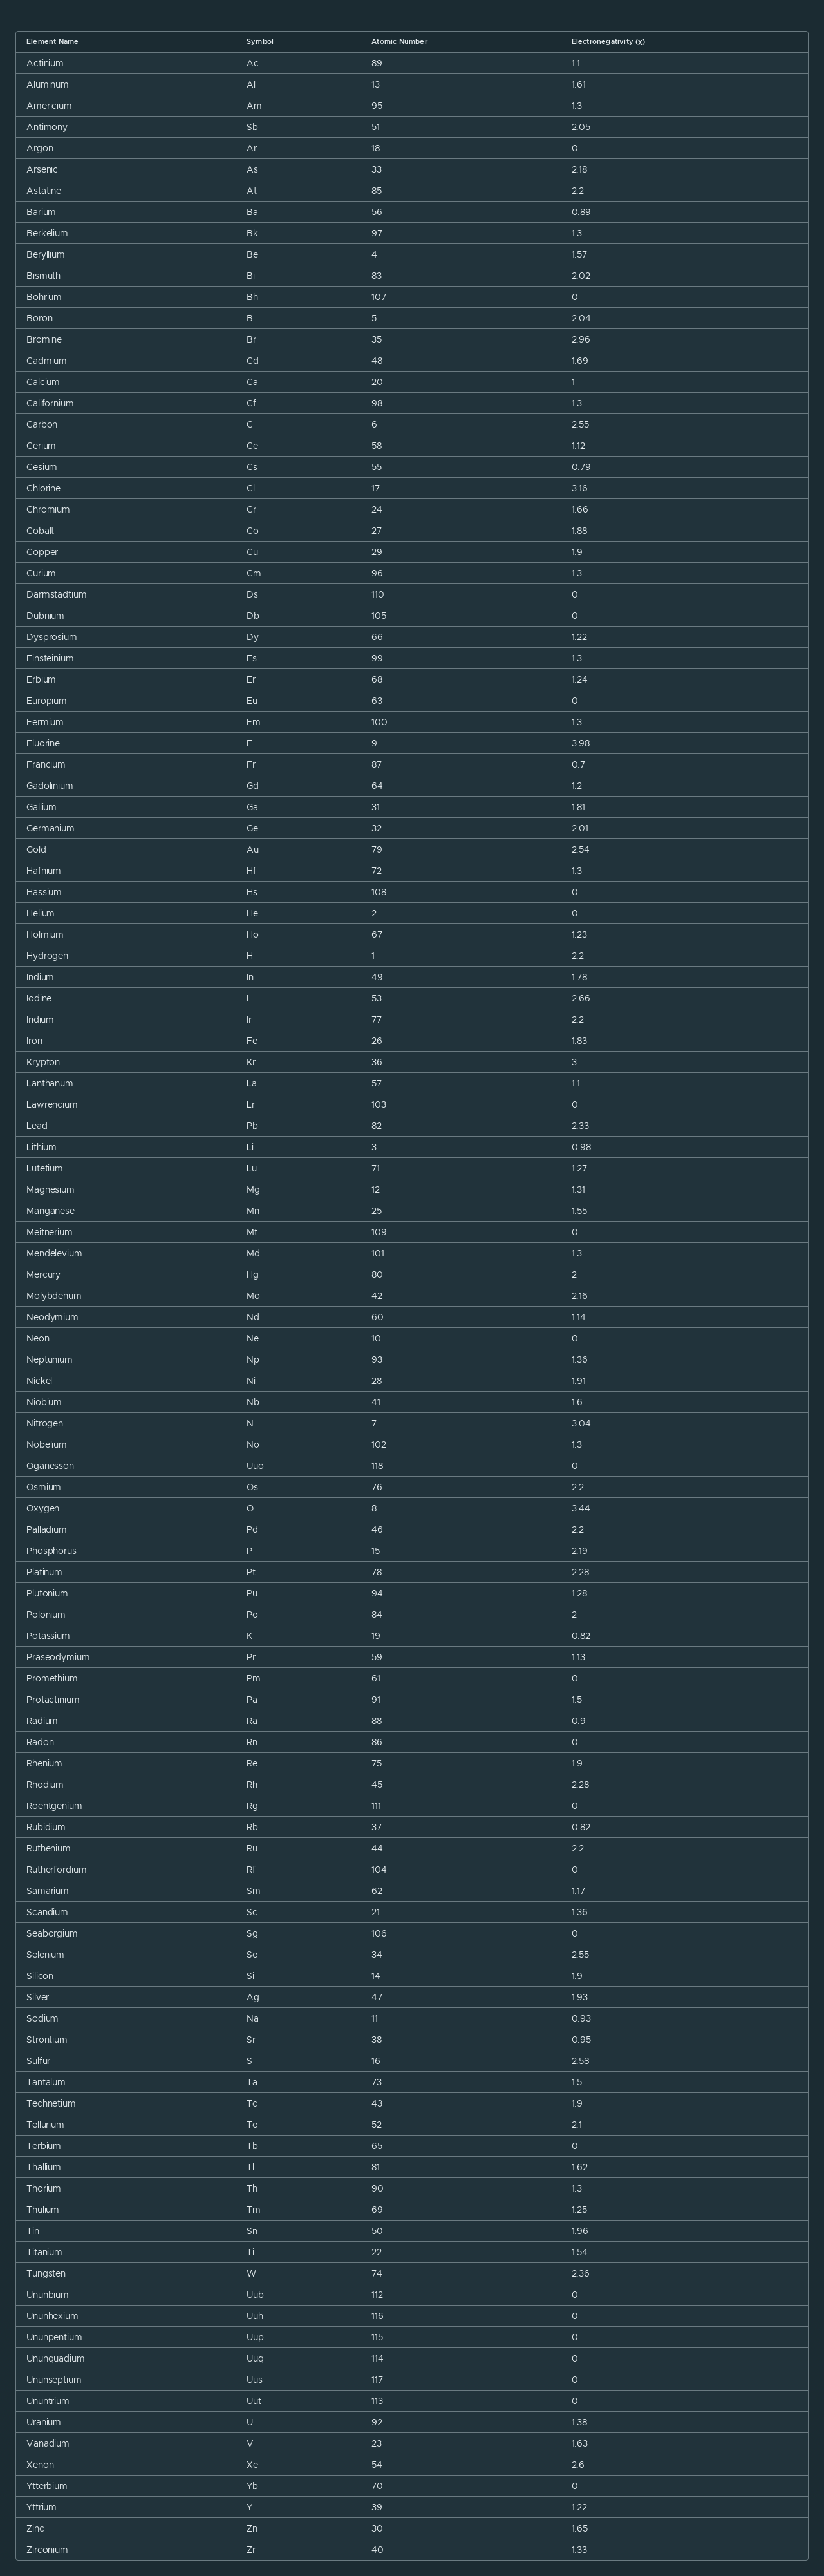 Element Name Symbol Atomic Number Electronegativity (χ)
Actinium Ac 89 1.1
Aluminum Al 13 1.61
Americium Am 95 1.3
Antimony Sb 51 2.05
Argon Ar 18 0
Arsenic As 33 2.18
Astatine At 85 2.2
Barium Ba 56 0.89
Berkelium Bk 97 1.3
Beryllium Be 4 1.57
Bismuth Bi 83 2.02
Bohrium Bh 107 0
Boron B 5 2.04
Bromine Br 35 2.96
Cadmium Cd 48 1.69
Calcium Ca 20 1
Californium Cf 98 1.3
Carbon C 6 2.55
Cerium Ce 58 1.12
Cesium Cs 55 0.79
Chlorine Cl 17 3.16
Chromium Cr 24 1.66
Cobalt Co 27 1.88
Copper Cu 29 1.9
Curium Cm 96 1.3
Darmstadtium Ds 110 0
Dubnium Db 105 0
Dysprosium Dy 66 1.22
Einsteinium Es 99 1.3
Erbium Er 68 1.24
Europium Eu 63 0
Fermium Fm 100 1.3
Fluorine F 9 3.98
Francium Fr 87 0.7
Gadolinium Gd 64 1.2
Gallium Ga 31 1.81
Germanium Ge 32 2.01
Gold Au 79 2.54
Hafnium Hf 72 1.3
Hassium Hs 108 0
Helium He 2 0
Holmium Ho 67 1.23
Hydrogen H 1 2.2
Indium In 49 1.78
Iodine I 53 2.66
Iridium Ir 77 2.2
Iron Fe 26 1.83
Krypton Kr 36 3
Lanthanum La 57 1.1
Lawrencium Lr 103 0
Lead Pb 82 2.33
Lithium Li 3 0.98
Lutetium Lu 71 1.27
Magnesium Mg 12 1.31
Manganese Mn 25 1.55
Meitnerium Mt 109 0
Mendelevium Md 101 1.3
Mercury Hg 80 2
Molybdenum Mo 42 2.16
Neodymium Nd 60 1.14
Neon Ne 10 0
Neptunium Np 93 1.36
Nickel Ni 28 1.91
Niobium Nb 41 1.6
Nitrogen N 7 3.04
Nobelium No 102 1.3
Oganesson Uuo 118 0
Osmium Os 76 2.2
Oxygen O 8 3.44
Palladium Pd 46 2.2
Phosphorus P 15 2.19
Platinum Pt 78 2.28
Plutonium Pu 94 1.28
Polonium Po 84 2
Potassium K 19 0.82
Praseodymium Pr 59 1.13
Promethium Pm 61 0
Protactinium Pa 91 1.5
Radium Ra 88 0.9
Radon Rn 86 0
Rhenium Re 75 1.9
Rhodium Rh 45 2.28
Roentgenium Rg 111 0
Rubidium Rb 37 0.82
Ruthenium Ru 44 2.2
Rutherfordium Rf 104 0
Samarium Sm 62 1.17
Scandium Sc 21 1.36
Seaborgium Sg 106 0
Selenium Se 34 2.55
Silicon Si 14 1.9
Silver Ag 47 1.93
Sodium Na 11 0.93
Strontium Sr 38 0.95
Sulfur S 16 2.58
Tantalum Ta 73 1.5
Technetium Tc 43 1.9
Tellurium Te 52 2.1
Terbium Tb 65 0
Thallium Tl 81 1.62
Thorium Th 90 1.3
Thulium Tm 69 1.25
Tin Sn 50 1.96
Titanium Ti 22 1.54
Tungsten W 74 2.36
Ununbium Uub 112 0
Ununhexium Uuh 116 0
Ununpentium Uup 115 0
Ununquadium Uuq 114 0
Ununseptium Uus 117 0
Ununtrium Uut 113 0
Uranium U 92 1.38
Vanadium V 23 1.63
Xenon Xe 54 2.6
Ytterbium Yb 70 0
Yttrium Y 39 1.22
Zinc Zn 30 1.65
Zirconium Zr 40 1.33